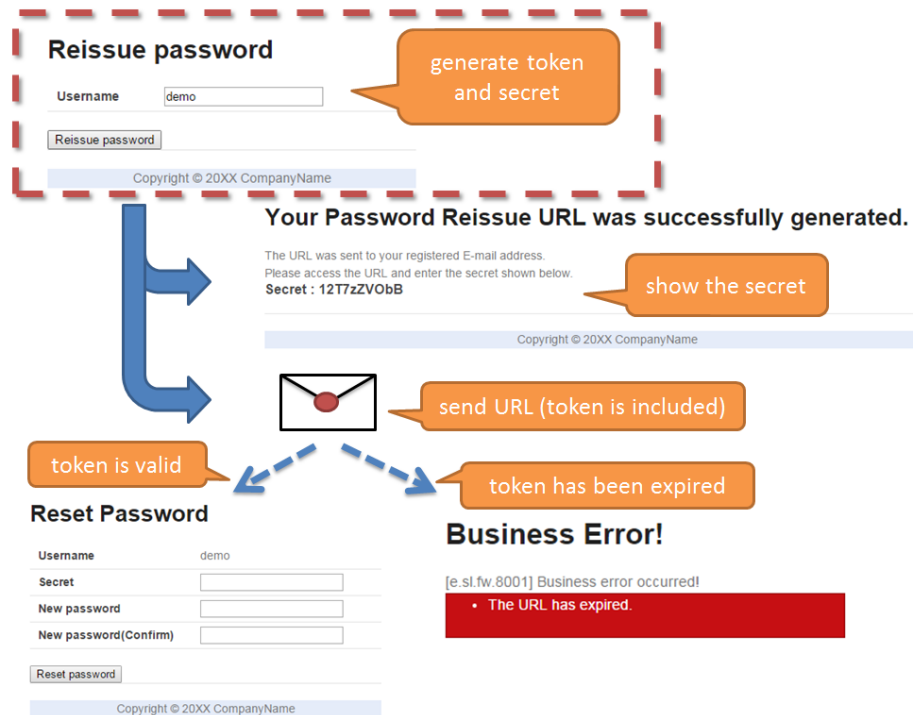 Reissue password
generate token
and secret
Username demo
Reissue password
Copyright © 20XX CompanyName
Your Password Reissue URL was successfully generated.
The URL was sent to your registered E-mail address.
Please access the URL and enter the secret shown below.
Secret : 12T7zZVObB
show the secret
Copyright © 20XX CompanyName
send URL (token is included)
token is valid
token has been expired
Reset Password
Username demo
Secret
New password
New password(Confirm)
Reset password
Copyright © 20XX CompanyName
Business Error!
[e.sl.fw.8001] Business error occurred!
• The URL has expired.